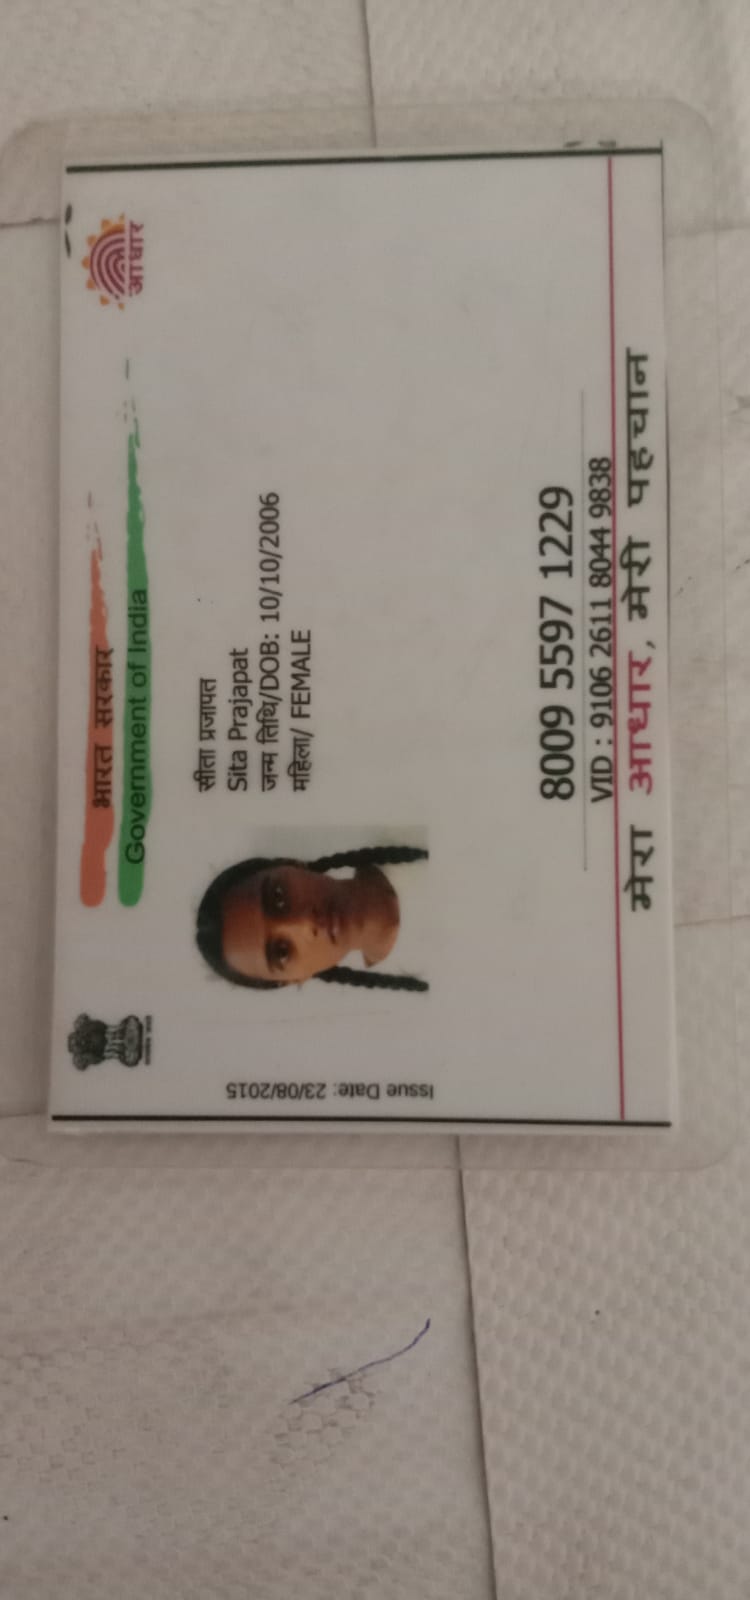 भारत सरकार
Government of India
आधार
Issue Date: 23/08/2015
सीता प्रजापत
Sita Prajapat
जन्म तिथि/DOB: 10/10/2006
महिला/ FEMALE
8009 5597 1229
VID : 9106 2611 8044 9838
मेरा आधार, मेरी पहचान